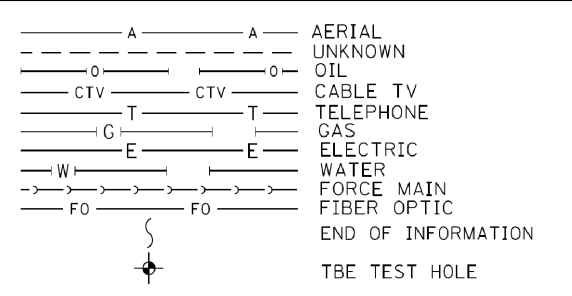 A A AERIAL
UNKNOWN
O O OIL
CTV CTV CABLE TV
T T TELEPHONE
G GAS
E E ELECTRIC
W WATER
FORCE MAIN
FO FO FIBER OPTIC
END OF INFORMATION
TBE TEST HOLE